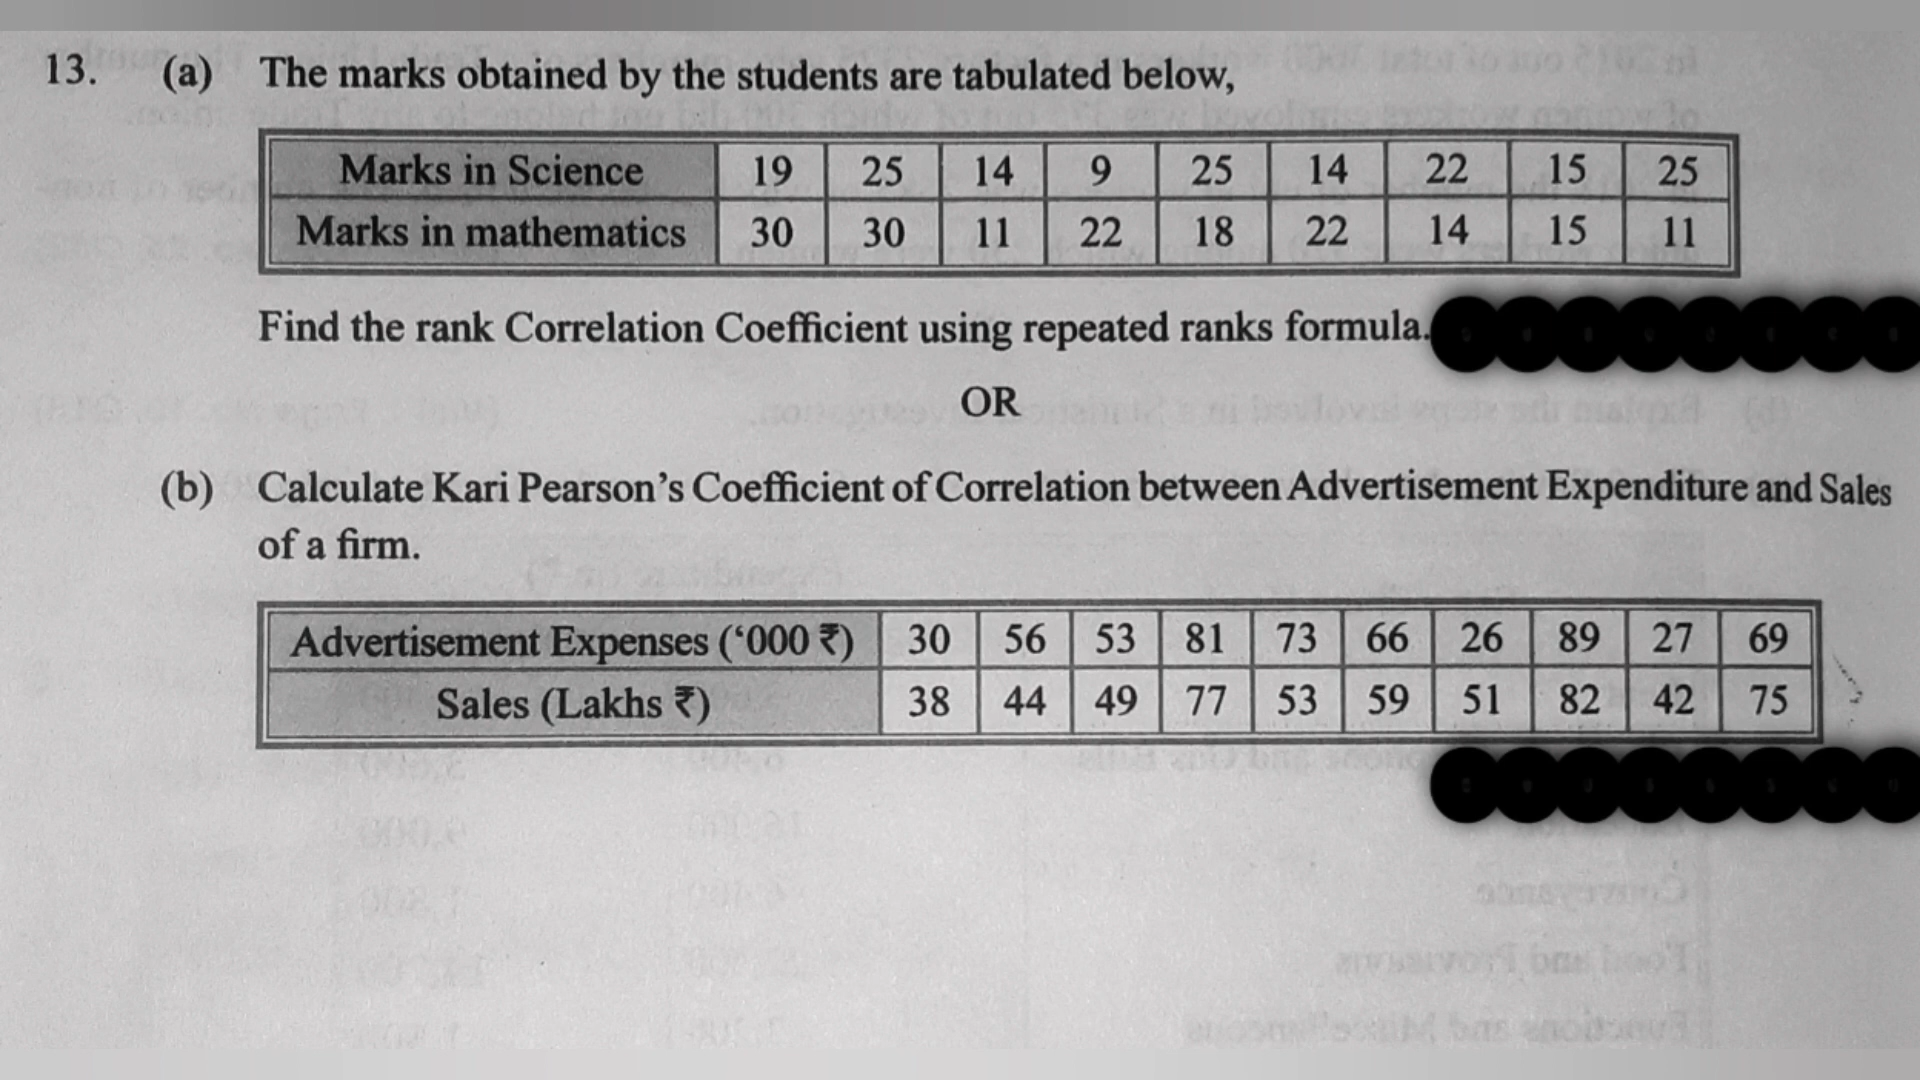 13. (a) The marks obtained by the students are tabulated below,
Marks in Science 19 25 14 9 25 14 22 15 25
Marks in mathematics 30 30 11 22 18 22 14 15 11
Find the rank Correlation Coefficient using repeated ranks formula.
OR
(b) Calculate Kari Pearson's Coefficient of Correlation between Advertisement Expenditure and Sales
of a firm.
Advertisement Expenses (‘000 ₹) 30 56 53 81 73 66 26 89 27 69
Sales (Lakhs ₹) 38 44 49 77 53 59 51 82 42 75